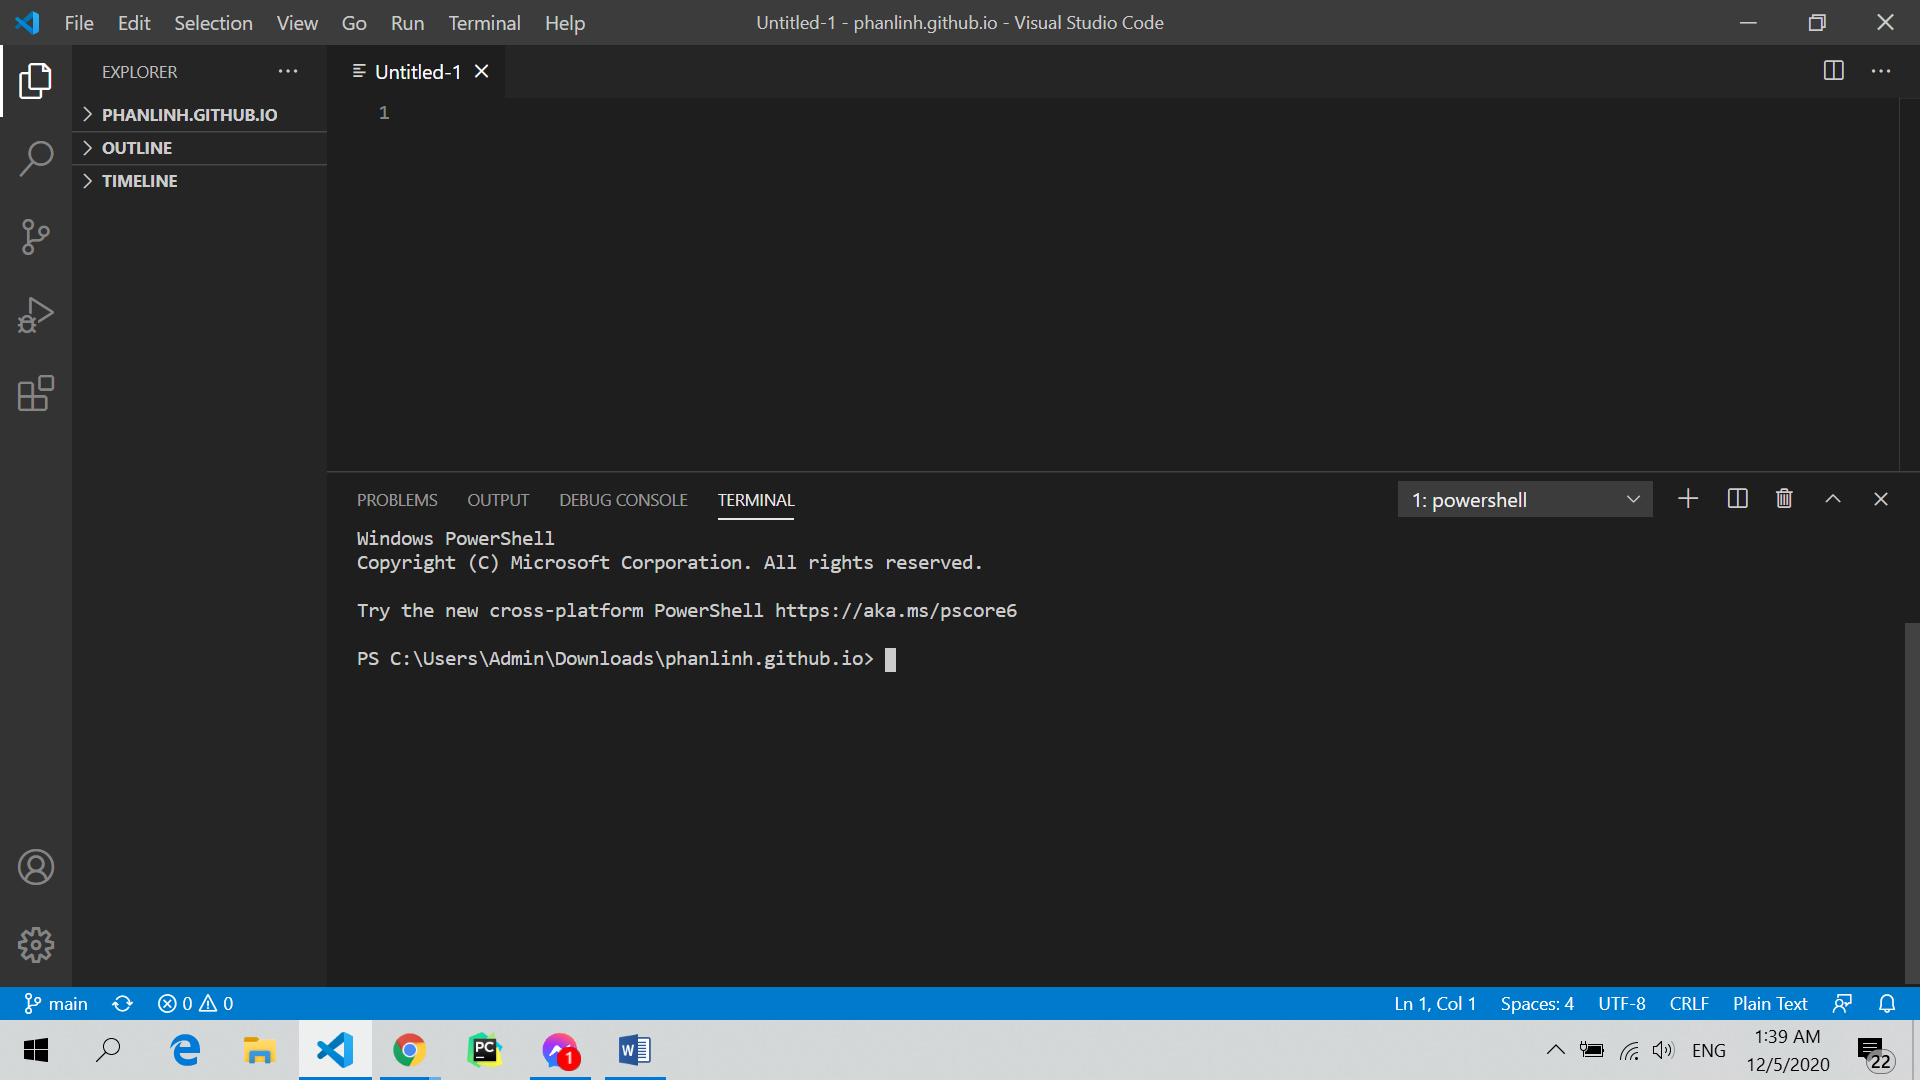 File Edit Selection View Go Run Terminal Help
Untitled-1 - phanlinh.github.io - Visual Studio Code
EXPLORER
PHANLINH.GITHUB.IO
OUTLINE
TIMELINE
Untitled-1
1
PROBLEMS OUTPUT DEBUG CONSOLE TERMINAL
1: powershell
Windows PowerShell
Copyright (C) Microsoft Corporation. All rights reserved.
Try the new cross-platform PowerShell https://aka.ms/pscore6
PS C:\Users\Admin\Downloads\phanlinh.github.io>
main 0 0
Ln 1, Col 1 Spaces: 4 UTF-8 CRLF Plain Text
PC
1
W
ENG
1:39 AM
12/5/2020
22